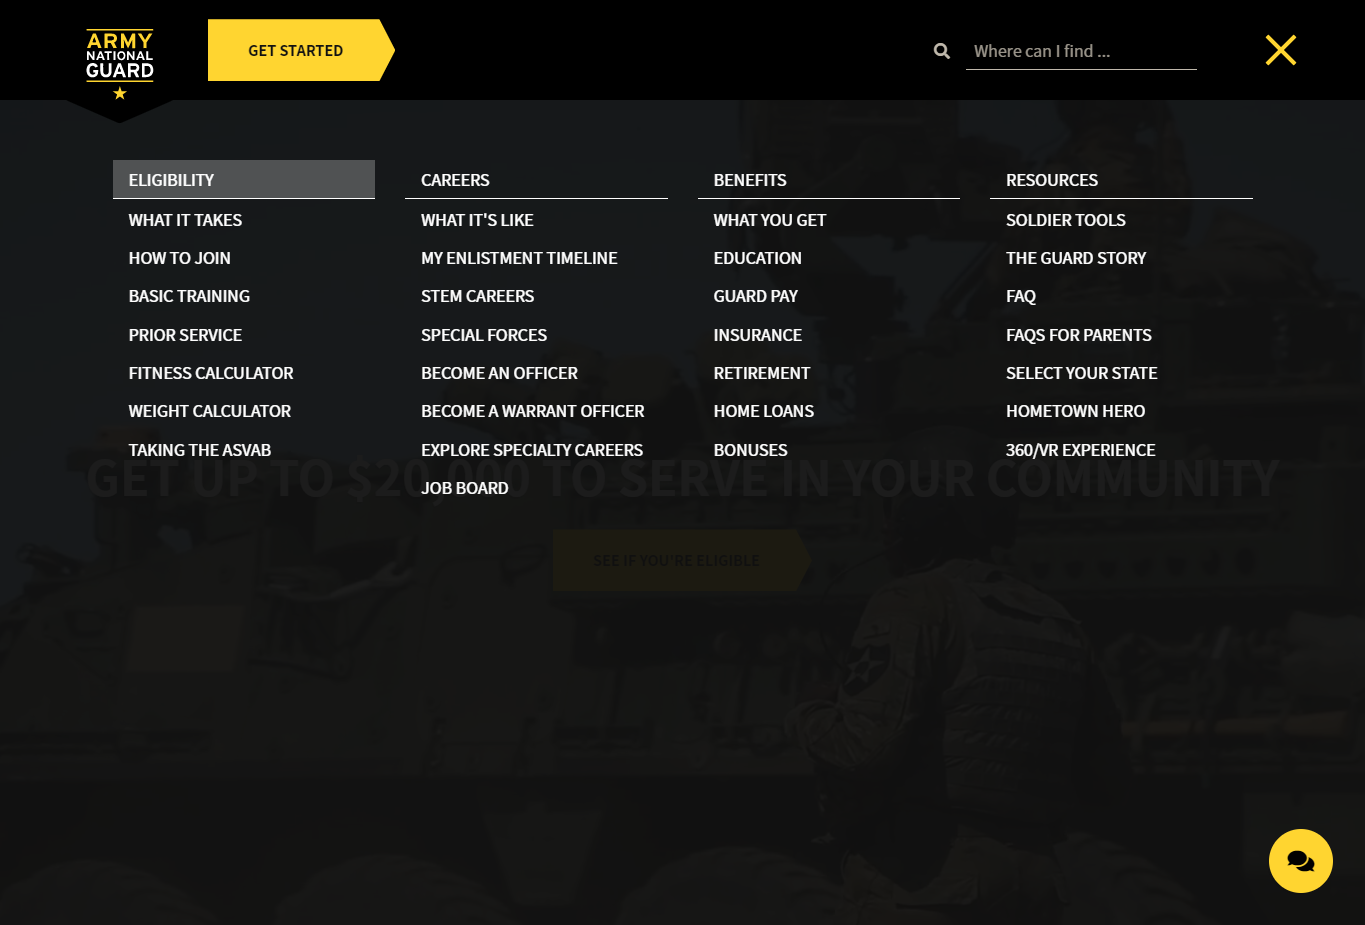 ARMY
NATIONAL
GUARD
GET STARTED
Where can I find ...
ELIGIBILITY
WHAT IT TAKES
HOW TO JOIN
BASIC TRAINING
PRIOR SERVICE
FITNESS CALCULATOR
WEIGHT CALCULATOR
TAKING THE ASVAB
CAREERS
WHAT IT'S LIKE
MY ENLISTMENT TIMELINE
STEM CAREERS
SPECIAL FORCES
BECOME AN OFFICER
BECOME A WARRANT OFFICER
EXPLORE SPECIALTY CAREERS
JOB BOARD
BENEFITS
WHAT YOU GET
EDUCATION
GUARD PAY
INSURANCE
RETIREMENT
HOME LOANS
BONUSES
RESOURCES
SOLDIER TOOLS
THE GUARD STORY
FAQ
FAQS FOR PARENTS
SELECT YOUR STATE
HOMETOWN HERO
360/VR EXPERIENCE
GET UP TO $20,000 TO SERVE IN YOUR COMMUNITY
SEE IF YOU'RE ELIGIBLE